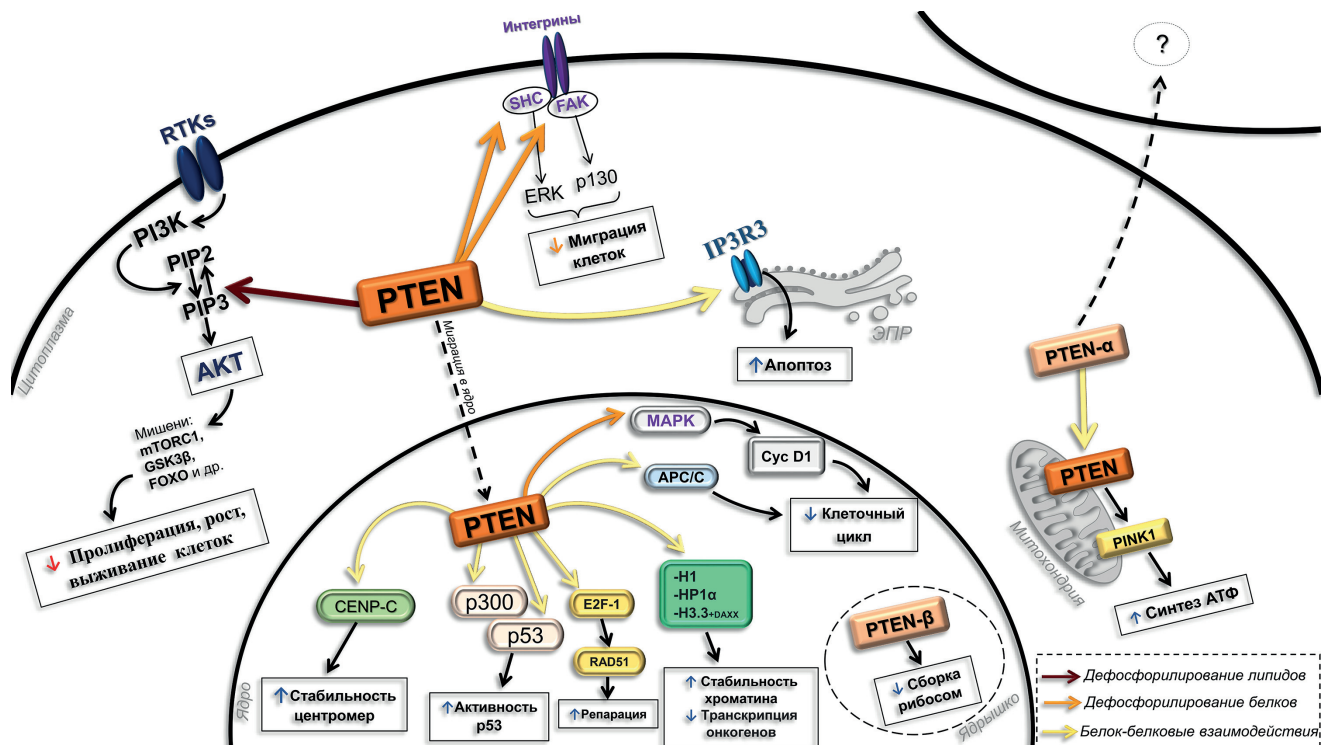 Интегрины
SHC
FAK
ERK
p130
↓ Миграция
клеток
RTKs
PI3K
PIP2
PIP3
AKT
Мишени:
mTORC1,
GSK3β,
FOXO и др.
↓ Пролиферация, рост,
выживание клеток
Цитоплазма
PTEN
Миграция в ядро
IP3R3
ЭПР
↑ Апоптоз
?
PTEN-α
PTEN
PINK1
Митохондрия
↑ Синтез АТФ
MAPK
Cyc D1
APC/C
↓ Клеточный
цикл
PTEN
CENP-C
↑ Стабильность
центромер
p300
p53
↑ Активность
p53
E2F-1
RAD51
↑ Репарация
-H1
-HP1α
-H3.3+DAXX
↑ Стабильность
хроматина
↓ Транскрипция
онкогенов
PTEN-β
↓ Сборка
рибосом
Ядрышко
Ядро
Дефосфорилирование липидов
Дефосфорилирование белков
Белок-белковые взаимодействия